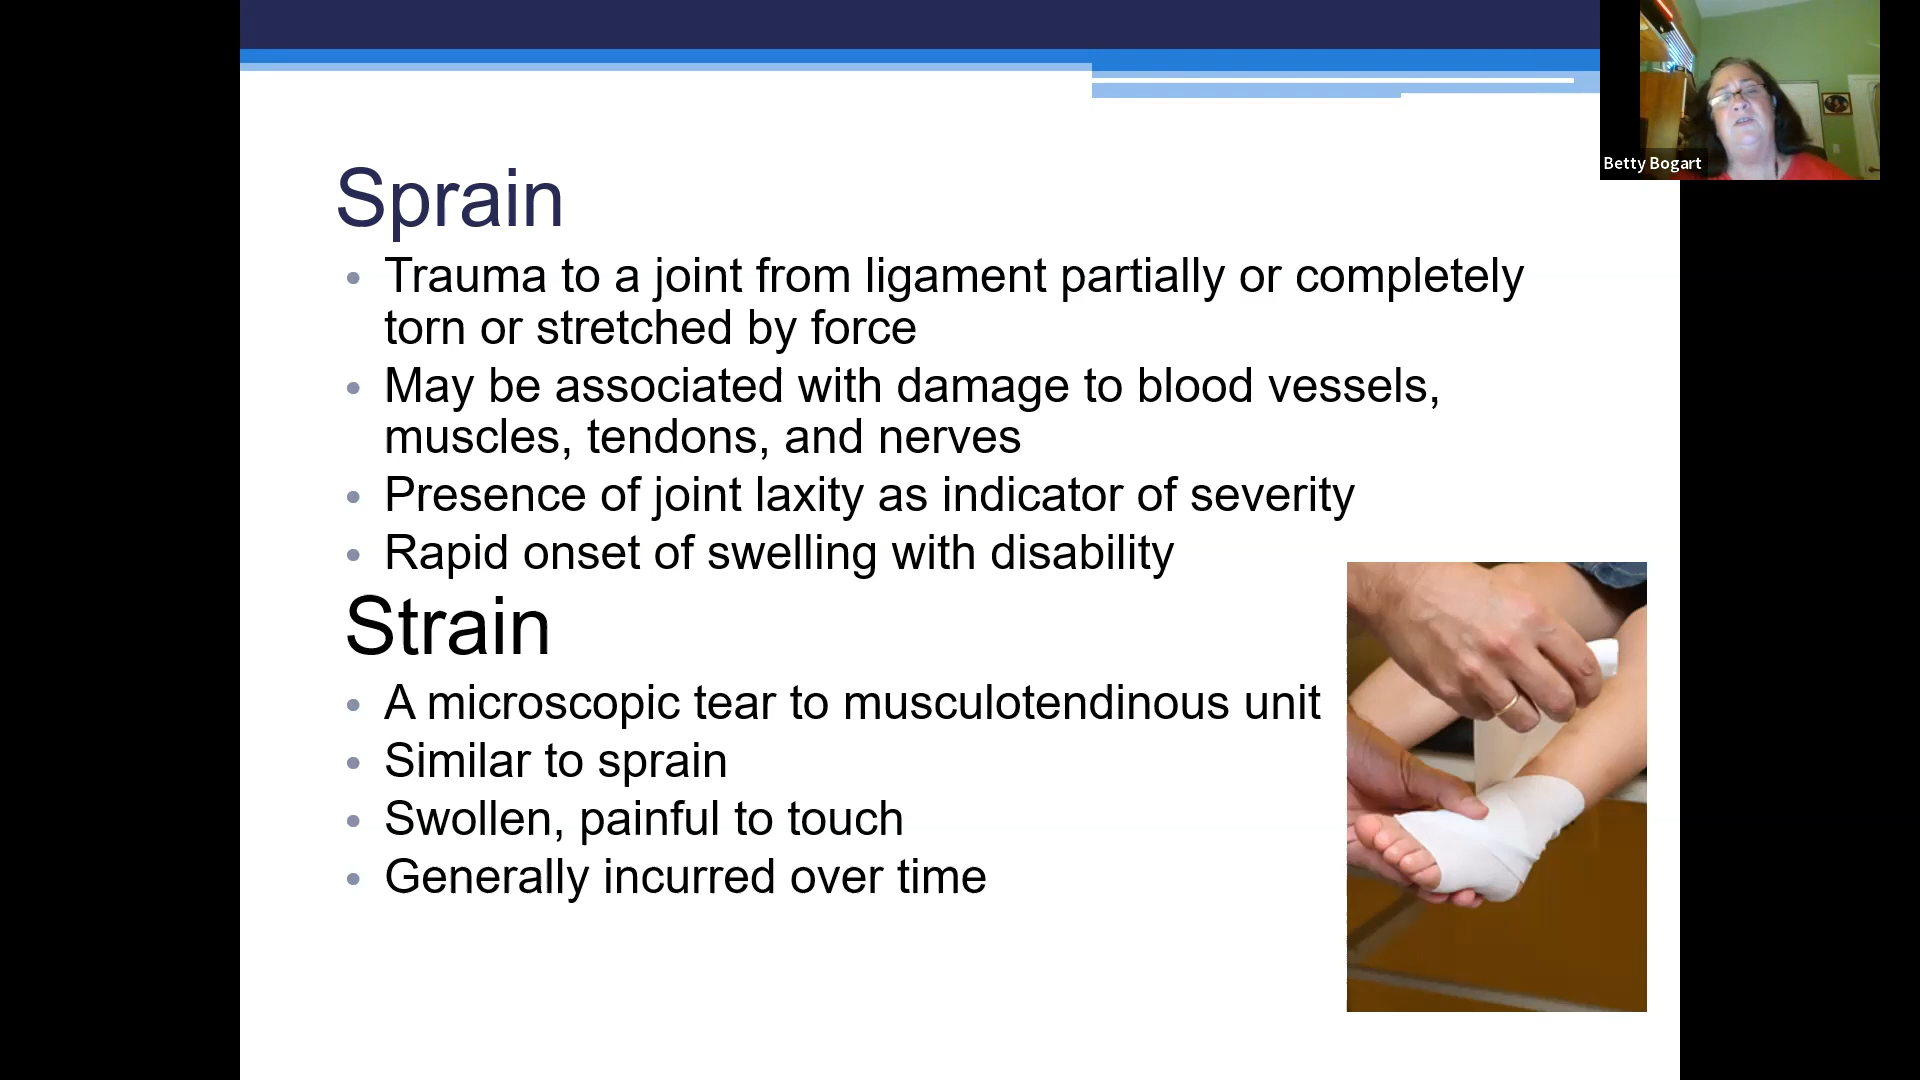 Betty Bogart
Sprain
• Trauma to a joint from ligament partially or completely
torn or stretched by force
• May be associated with damage to blood vessels,
muscles, tendons, and nerves
• Presence of joint laxity as indicator of severity
• Rapid onset of swelling with disability
Strain
• A microscopic tear to musculotendinous unit
• Similar to sprain
• Swollen, painful to touch
• Generally incurred over time